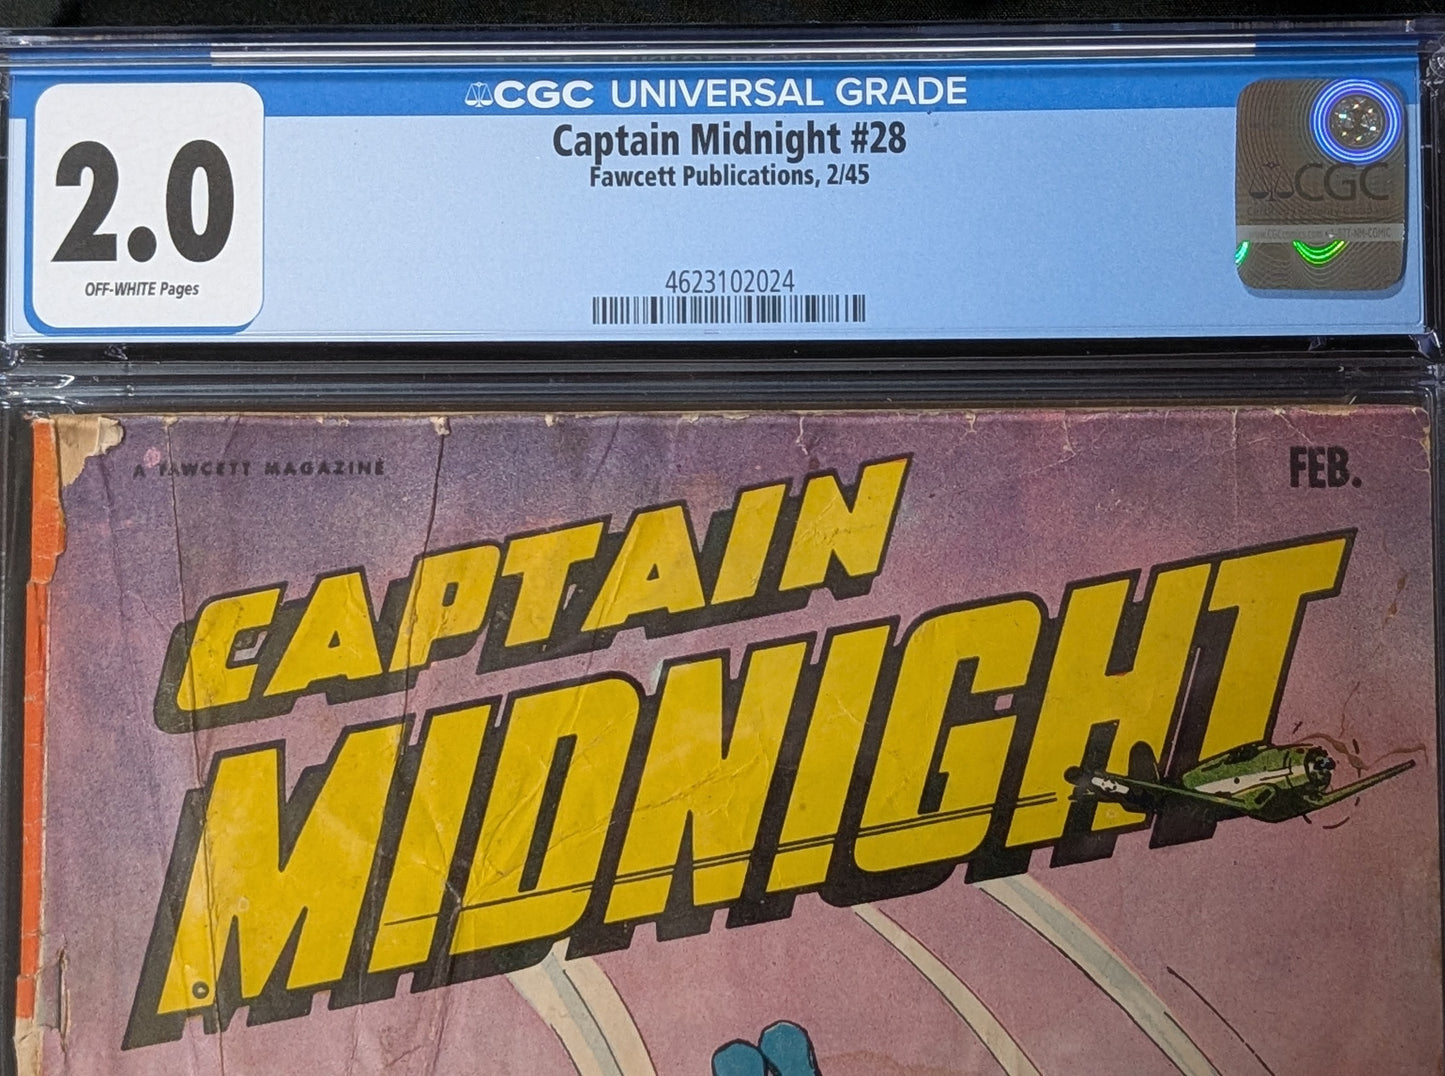 CGC UNIVERSAL GRADE
Captain Midnight #28
Fawcett Publications, 2/45
2.0
OFF-WHITE Pages
4623102024
CGC
A FAWCETT MAGAZINE
FEB.
CAPTAIN
MIDNIGHT